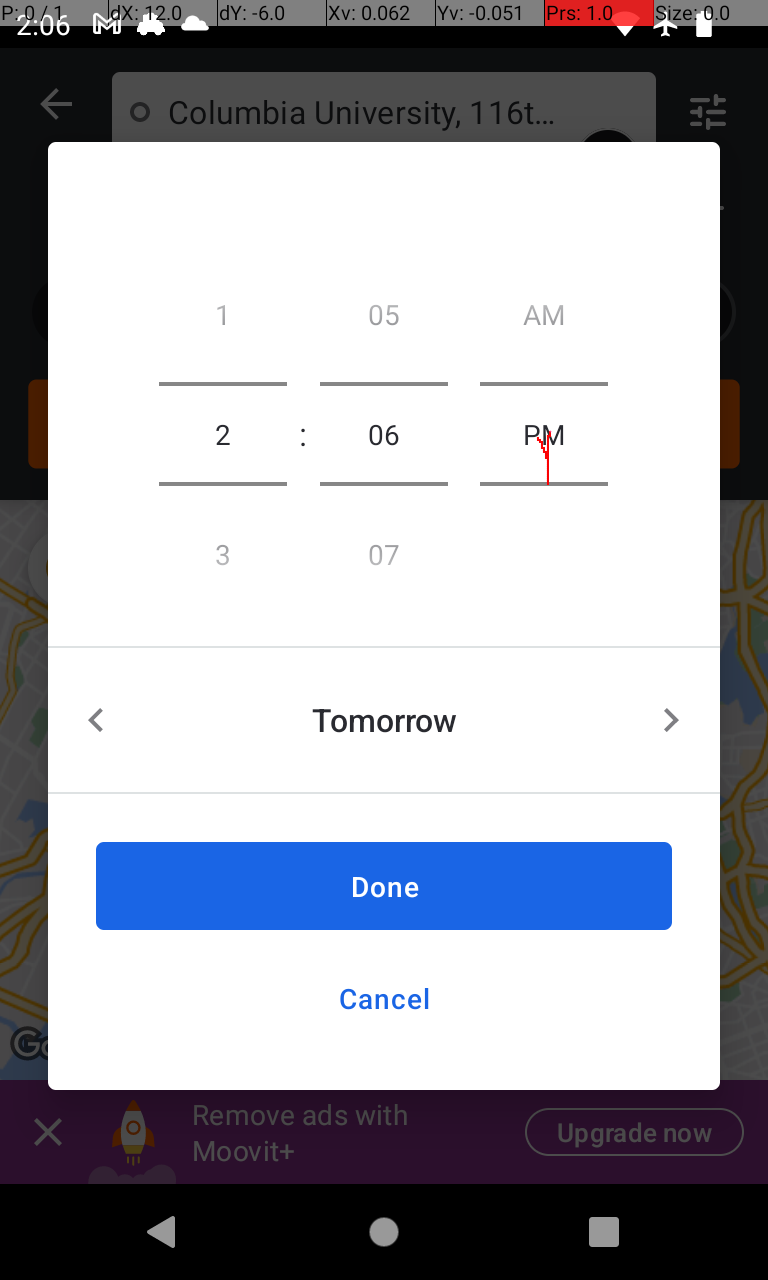 P: 0 / 1 dX: 12.0 dY: -6.0 Xv: 0.062 Yv: -0.051 Prs: 1.0 Size: 0.0
2:06
Columbia University, 116t...
1 05 AM
2 : 06 PM
3 07
Tomorrow
Done
Cancel
Remove ads with
Moovit+
Upgrade now